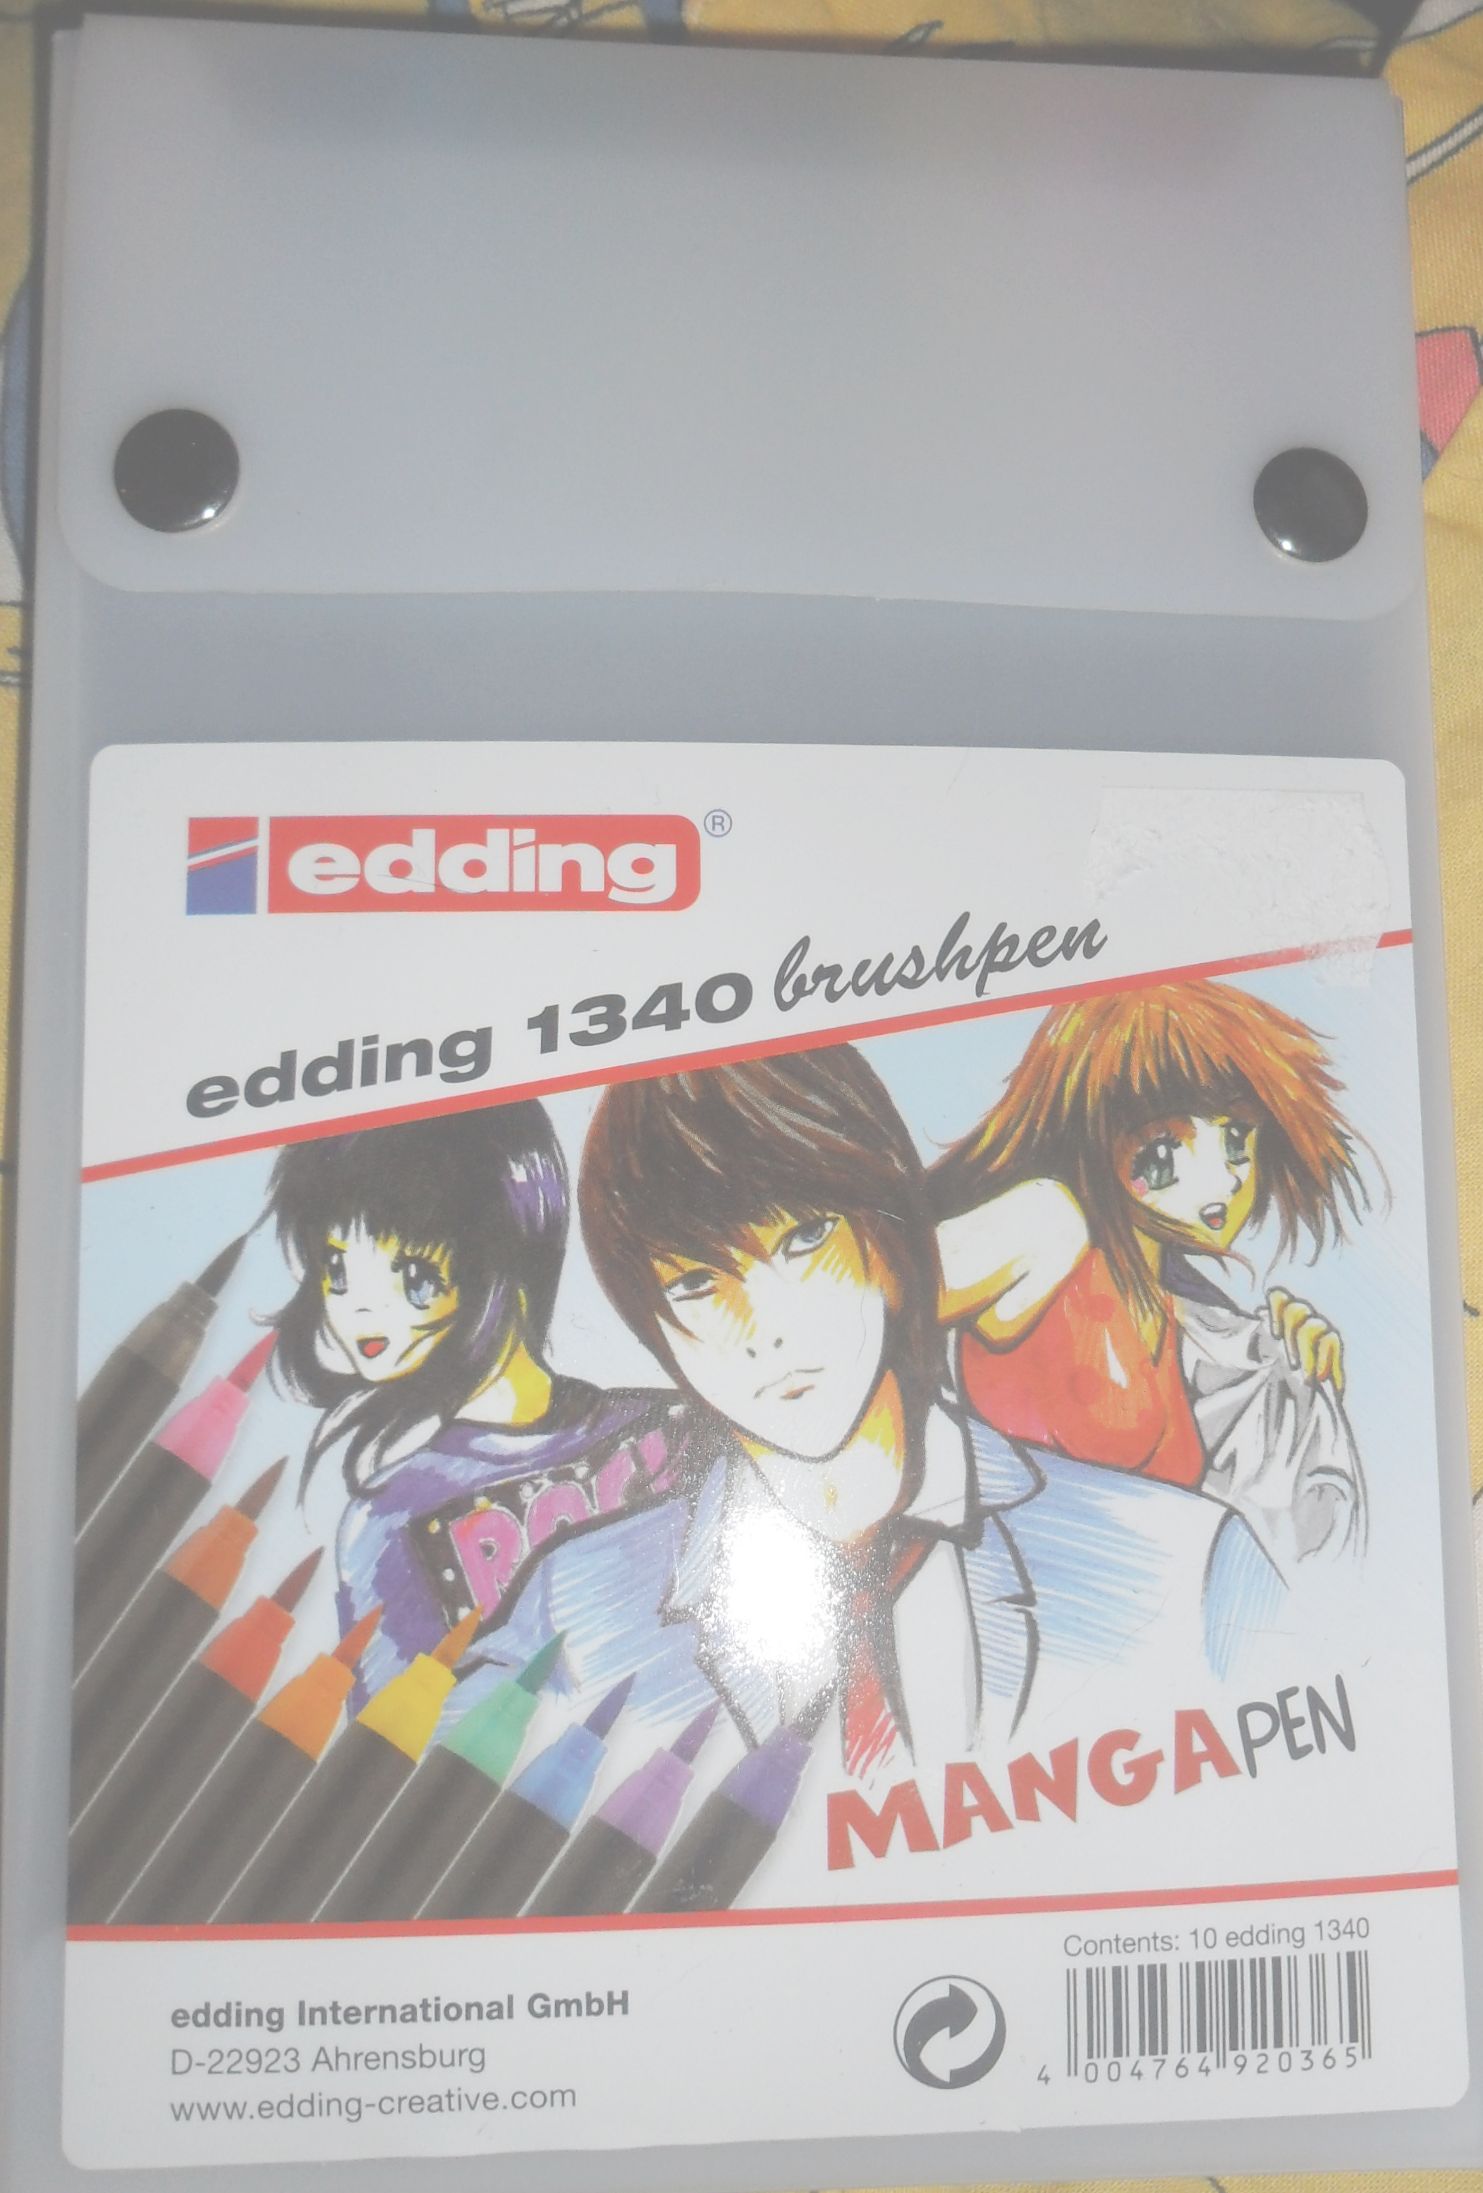 edding®
edding 1340 brushpen
ROCK
MANGAPEN
Contents: 10 edding 1340
edding International GmbH
D-22923 Ahrensburg
www.edding-creative.com
4 004764 920365